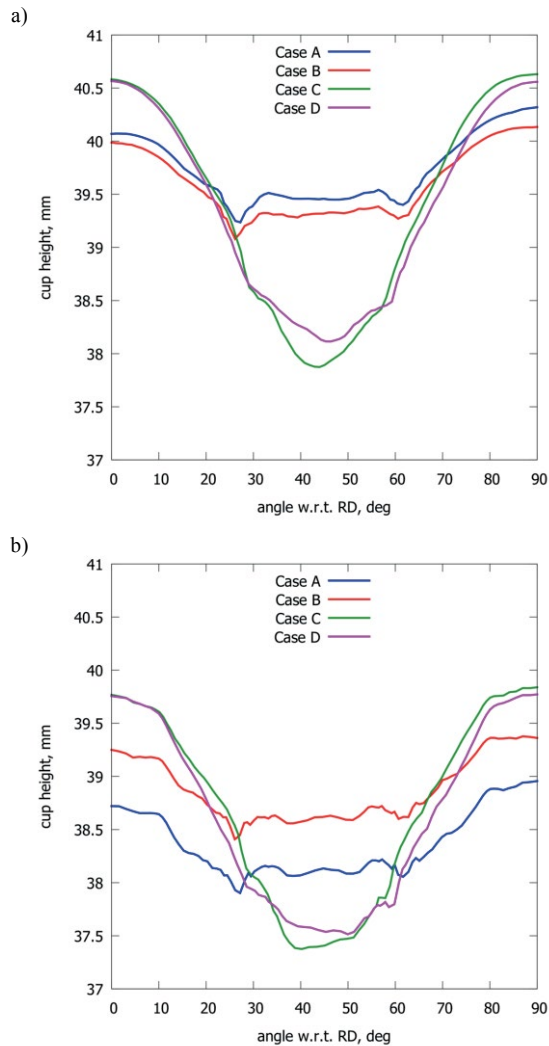 a)
41
40.5
40
39.5
39
38.5
38
37.5
37
cup height, mm
Case A
Case B
Case C
Case D
0 10 20 30 40 50 60 70 80 90
angle w.r.t. RD, deg
b)
41
40.5
40
39.5
39
38.5
38
37.5
37
cup height, mm
Case A
Case B
Case C
Case D
0 10 20 30 40 50 60 70 80 90
angle w.r.t. RD, deg